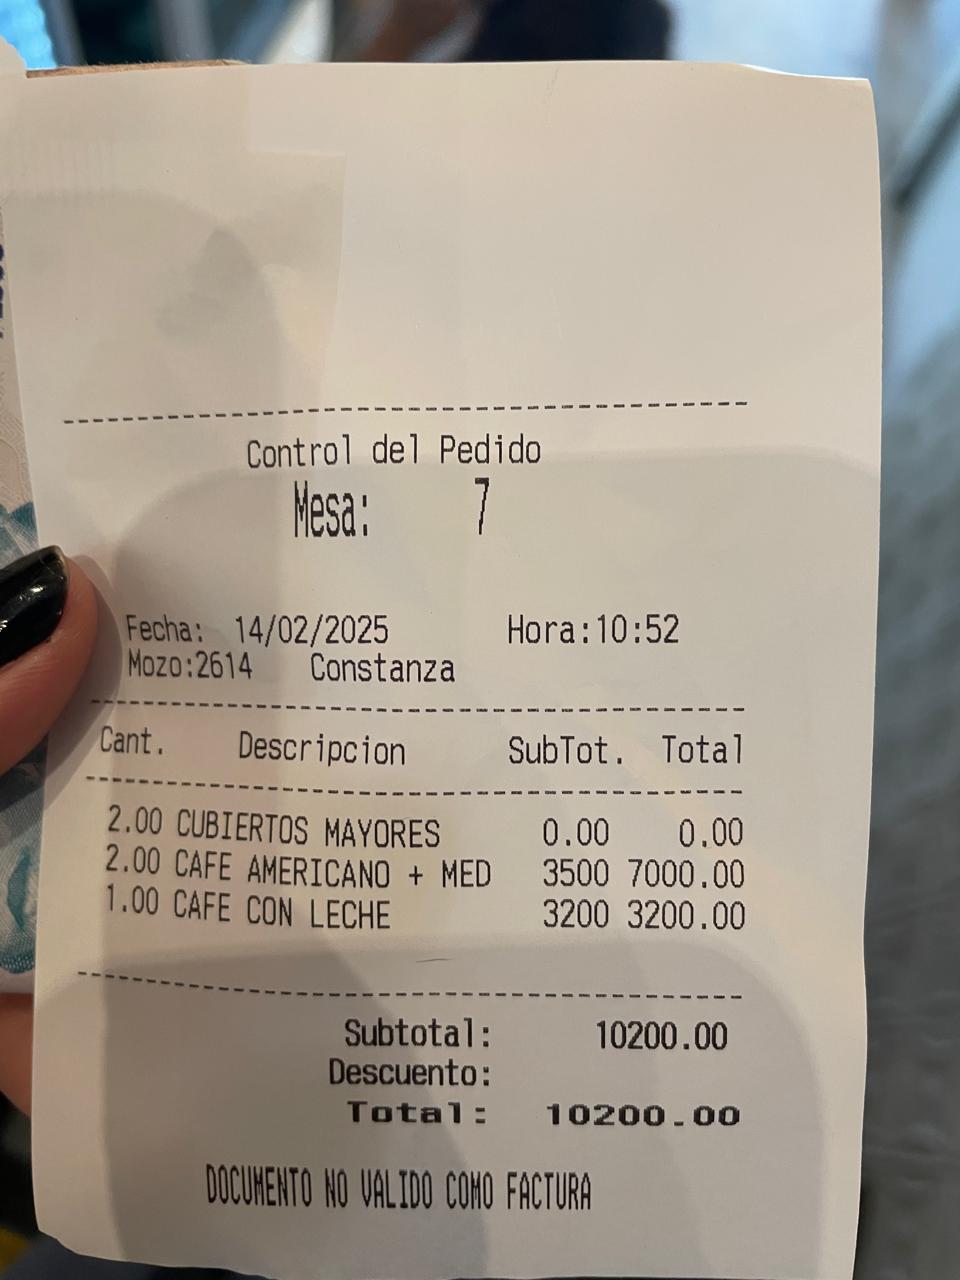 Control del Pedido
Mesa: 7
Fecha: 14/02/2025 Hora:10:52
Mozo:2614 Constanza
Cant. Descripcion SubTot. Total
2.00 CUBIERTOS MAYORES 0.00 0.00
2.00 CAFE AMERICANO + MED 3500 7000.00
1.00 CAFE CON LECHE 3200 3200.00
Subtotal: 10200.00
Descuento:
Total: 10200.00
DOCUMENTO NO VALIDO COMO FACTURA